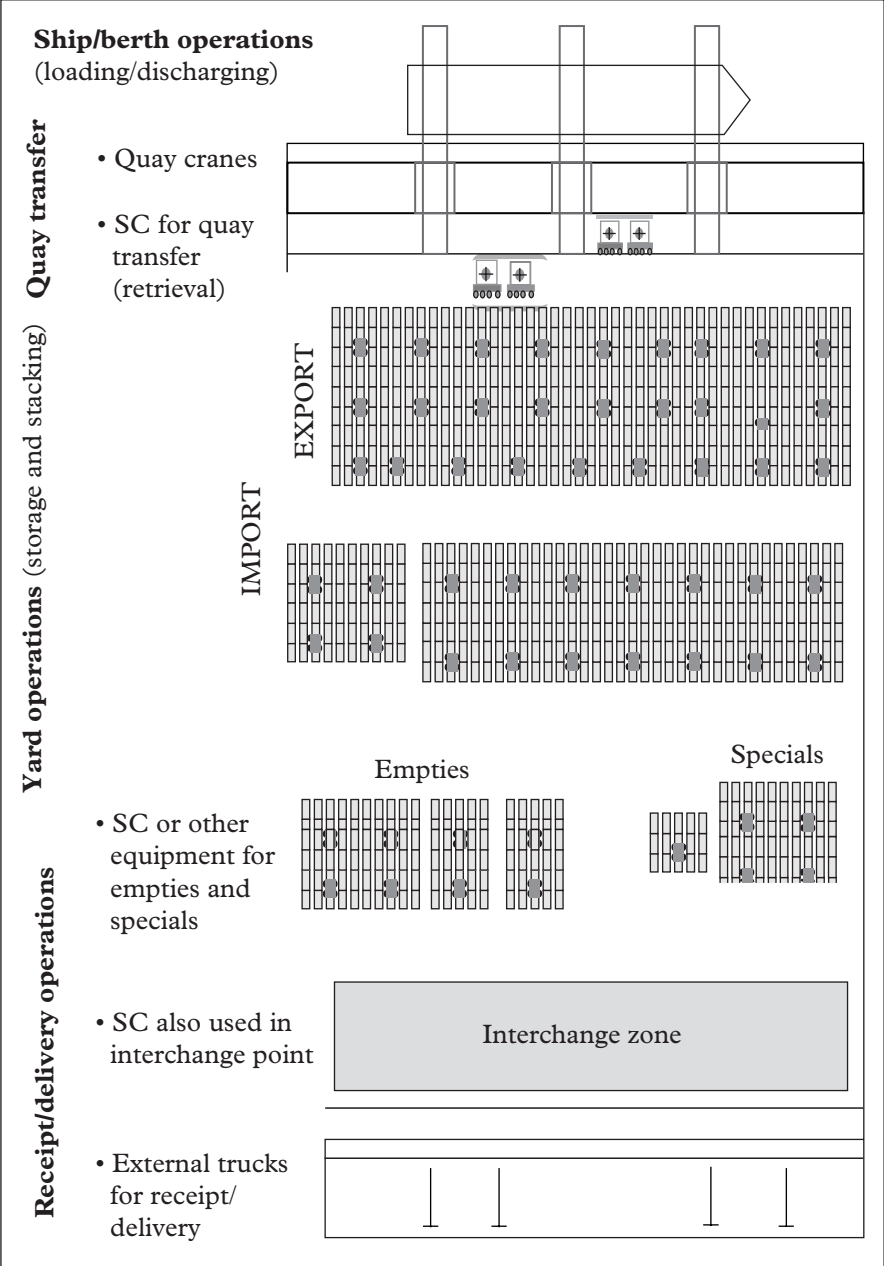 Ship/berth operations
(loading/discharging)
Quay transfer
• Quay cranes
• SC for quay
transfer
(retrieval)
Yard operations (storage and stacking)
EXPORT
IMPORT
Empties
Specials
• SC or other
equipment for
empties and
specials
Receipt/delivery operations
• SC also used in
interchange point
Interchange zone
• External trucks
for receipt/
delivery